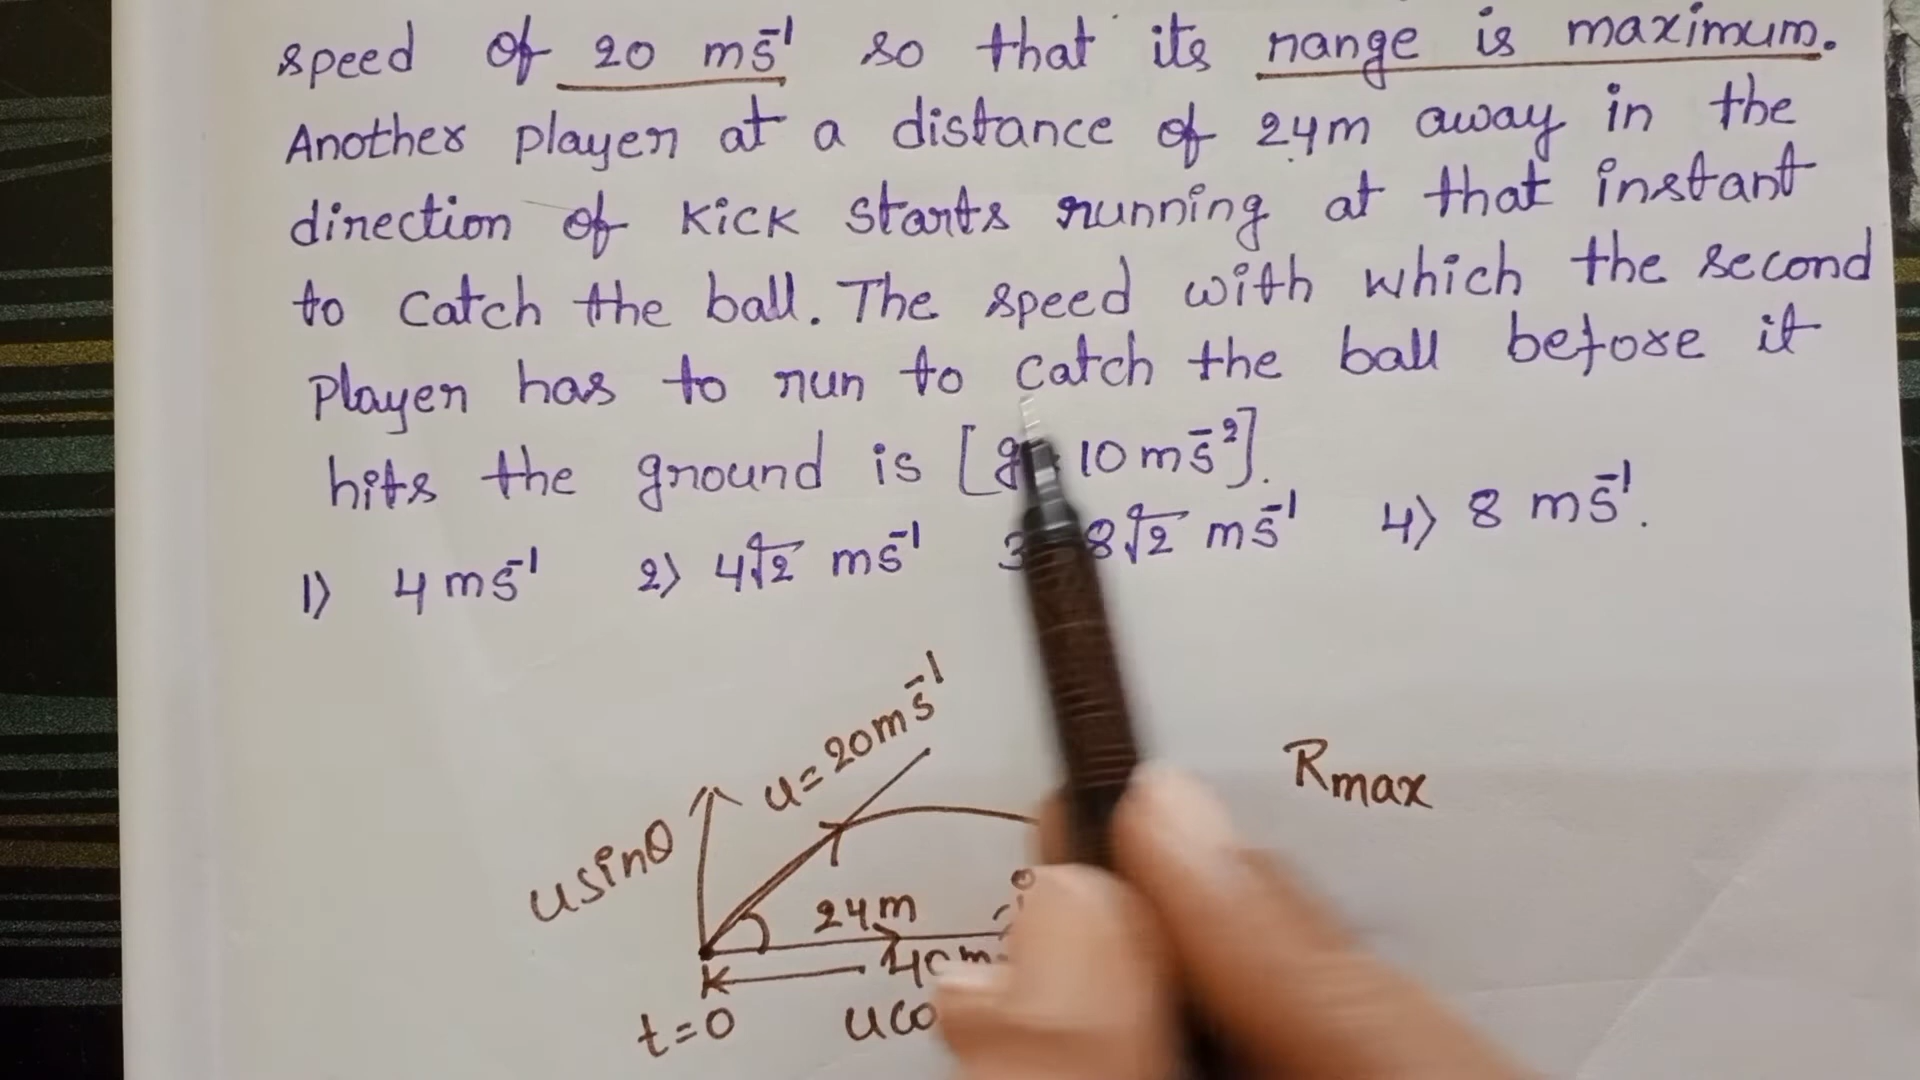 speed of 20 ms⁻¹ so that its range is maximum.
Another player at a distance of 24m away in the
direction of kick starts running at that instant
to catch the ball. The speed with which the second
Player has to run to catch the ball before it
hits the ground is [g 10 ms⁻²].
1) 4 ms⁻¹ 2) 4√2 ms⁻¹ 3 8√2 ms⁻¹ 4) 8 ms⁻¹.
u=20ms⁻¹
Rmax
usinθ
24m
40m
t=0